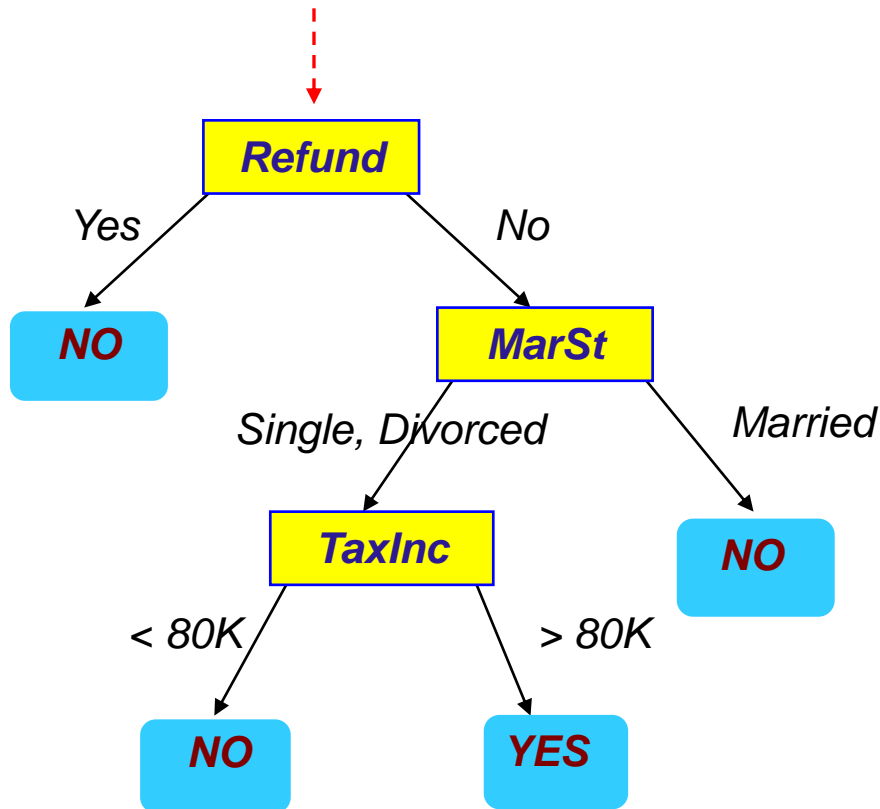 Refund
Yes
No
NO
MarSt
Single, Divorced
Married
TaxInc
NO
< 80K
> 80K
NO
YES